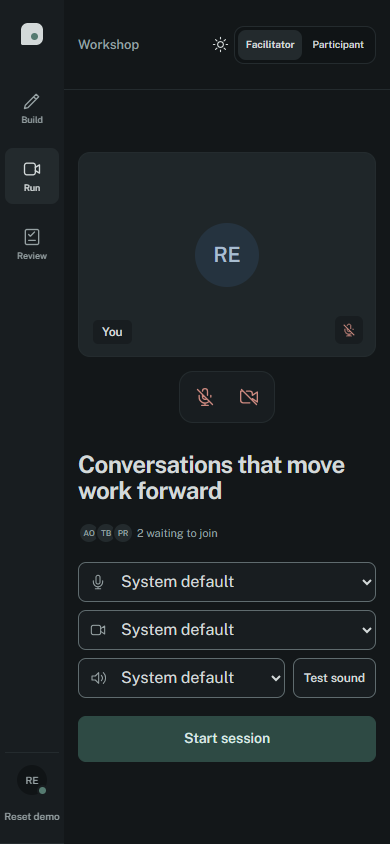 Workshop
Facilitator
Participant
Build
Run
Review
RE
You
Conversations that move
work forward
AO TB PR 2 waiting to join
System default
System default
System default
Test sound
Start session
RE
Reset demo